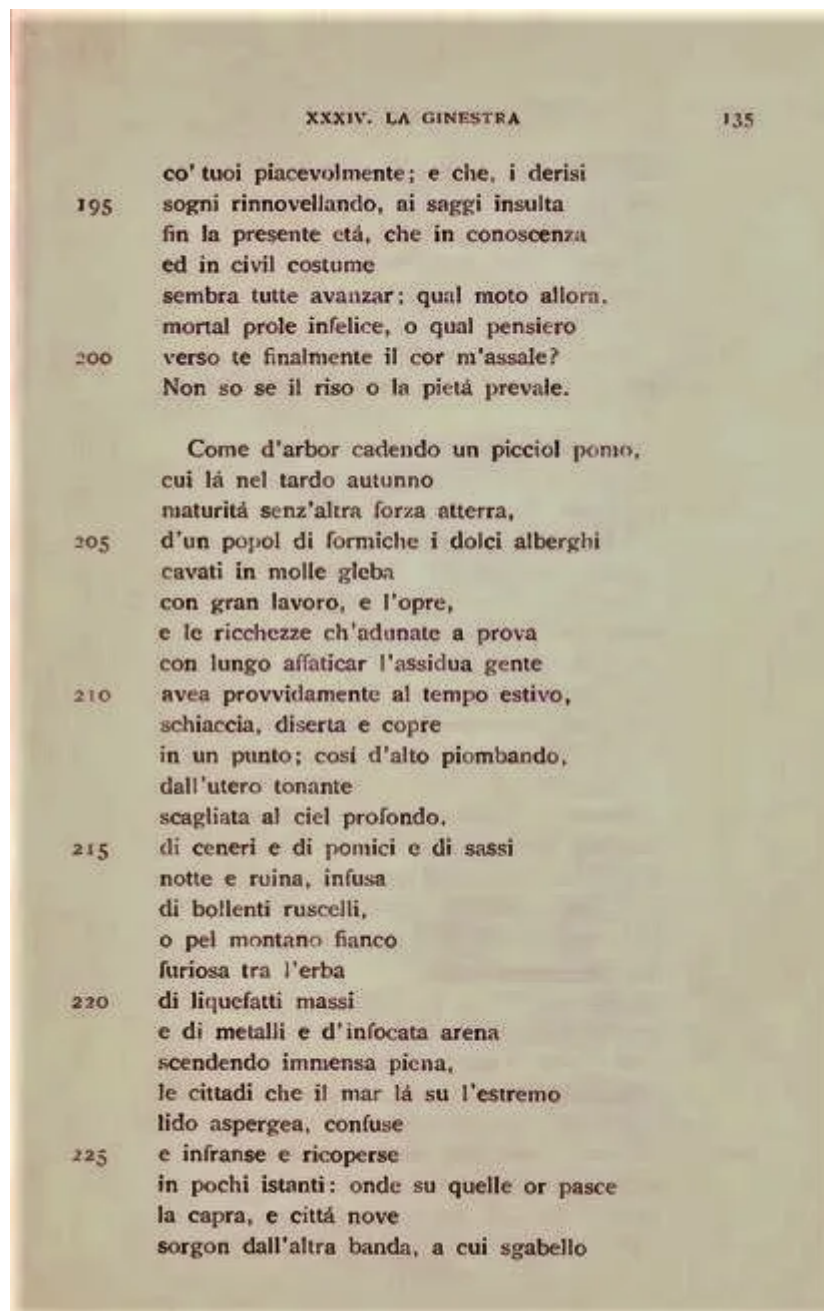 XXXIV. LA GINESTRA 135
co' tuoi piacevolmente; e che, i derisi
195 sogni rinnovellando, ai saggi insulta
fin la presente etá, che in conoscenza
ed in civil costume
sembra tutte avanzar; qual moto allora,
mortal prole infelice, o qual pensiero
200 verso te finalmente il cor m'assale?
Non so se il riso o la pietá prevale.
Come d'arbor cadendo un picciol pomo,
cui lá nel tardo autunno
maturitá senz'altra forza atterra,
205 d'un popol di formiche i dolci alberghi
cavati in molle gleba
con gran lavoro, e l'opre,
e le ricchezze ch'adunate a prova
con lungo affaticar l'assidua gente
210 avea provvidamente al tempo estivo,
schiaccia, diserta e copre
in un punto; cosí d'alto piombando,
dall'utero tonante
scagliata al ciel profondo,
215 di ceneri e di pomici e di sassi
notte e ruina, infusa
di bollenti ruscelli,
o pel montano fianco
furiosa tra l'erba
220 di liquefatti massi
e di metalli e d'infocata arena
scendendo immensa piena,
le cittadi che il mar lá su l'estremo
lido aspergea, confuse
225 e infranse e ricoperse
in pochi istanti: onde su quelle or pasce
la capra, e cittá nove
sorgon dall'altra banda, a cui sgabello